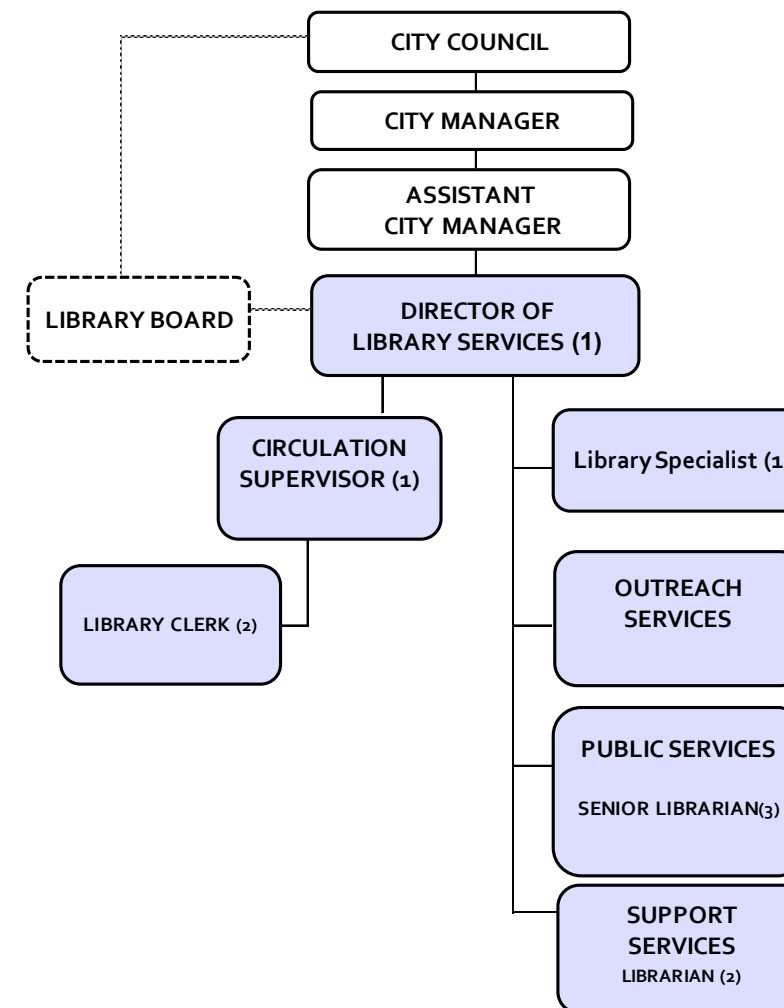 CITY COUNCIL
CITY MANAGER
ASSISTANT
CITY MANAGER
LIBRARY BOARD
DIRECTOR OF
LIBRARY SERVICES (1)
CIRCULATION
SUPERVISOR (1)
Library Specialist (1
LIBRARY CLERK (2)
OUTREACH
SERVICES
PUBLIC SERVICES
SENIOR LIBRARIAN(3)
SUPPORT
SERVICES
LIBRARIAN (2)